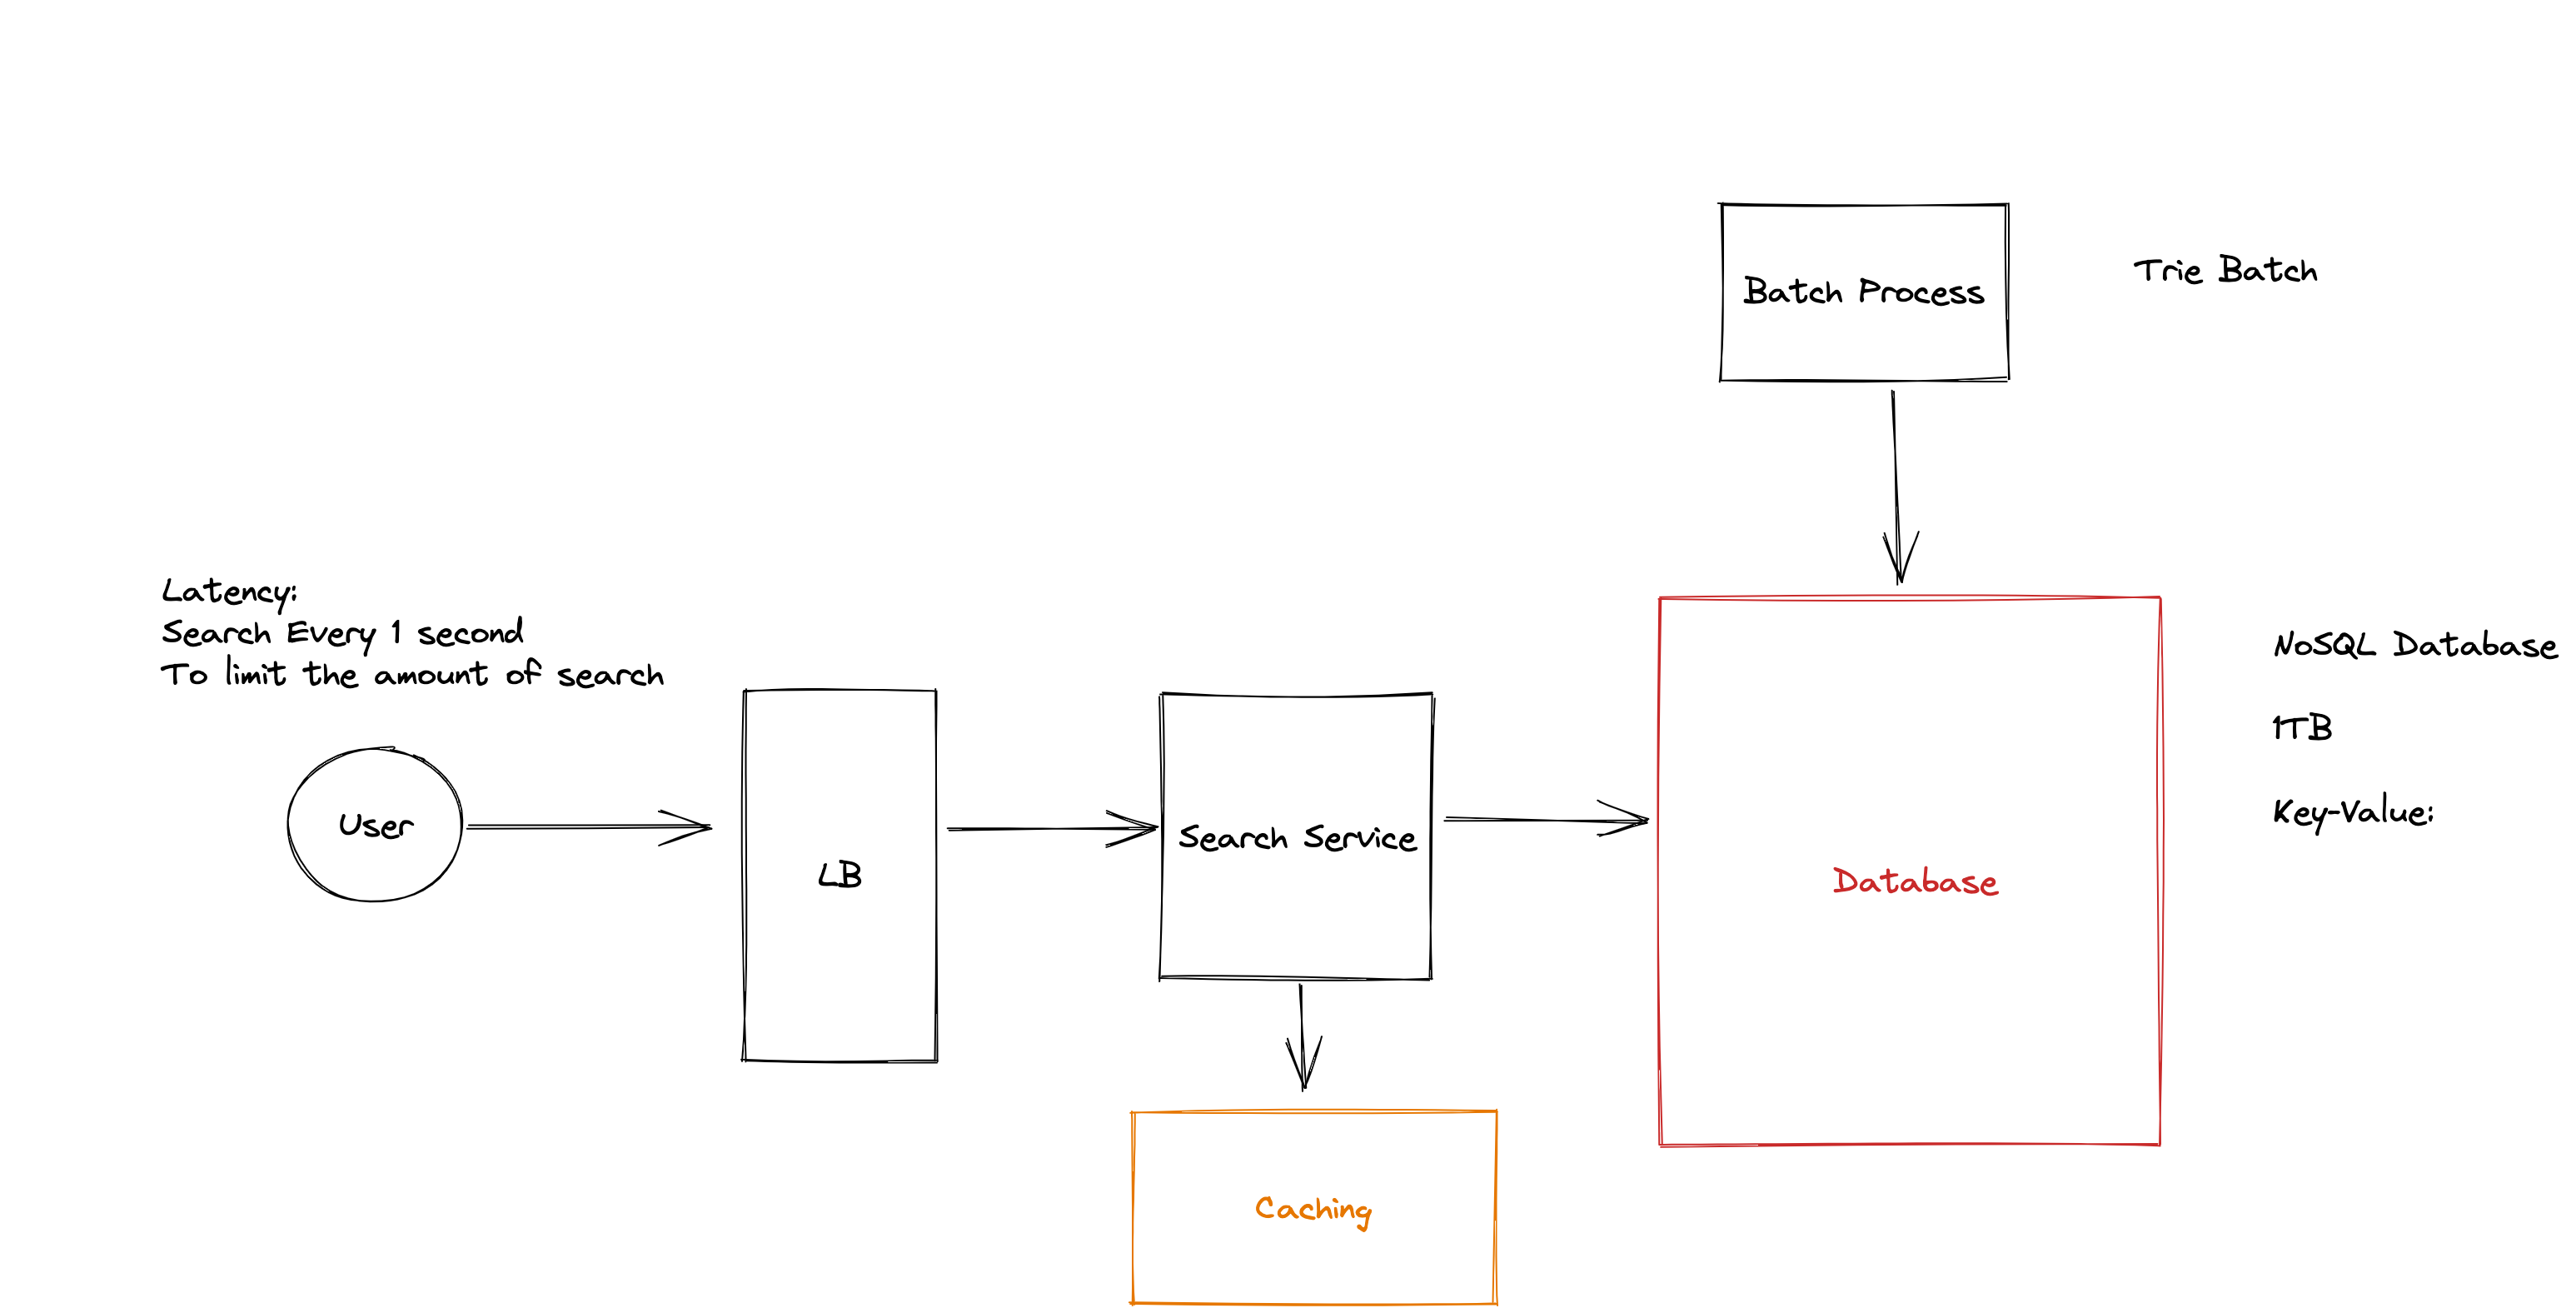 Batch Process
Trie Batch
Latency:
Search Every 1 second
To limit the amount of search
NoSQL Database
1TB
Key-Value:
User
LB
Search Service
Database
Caching